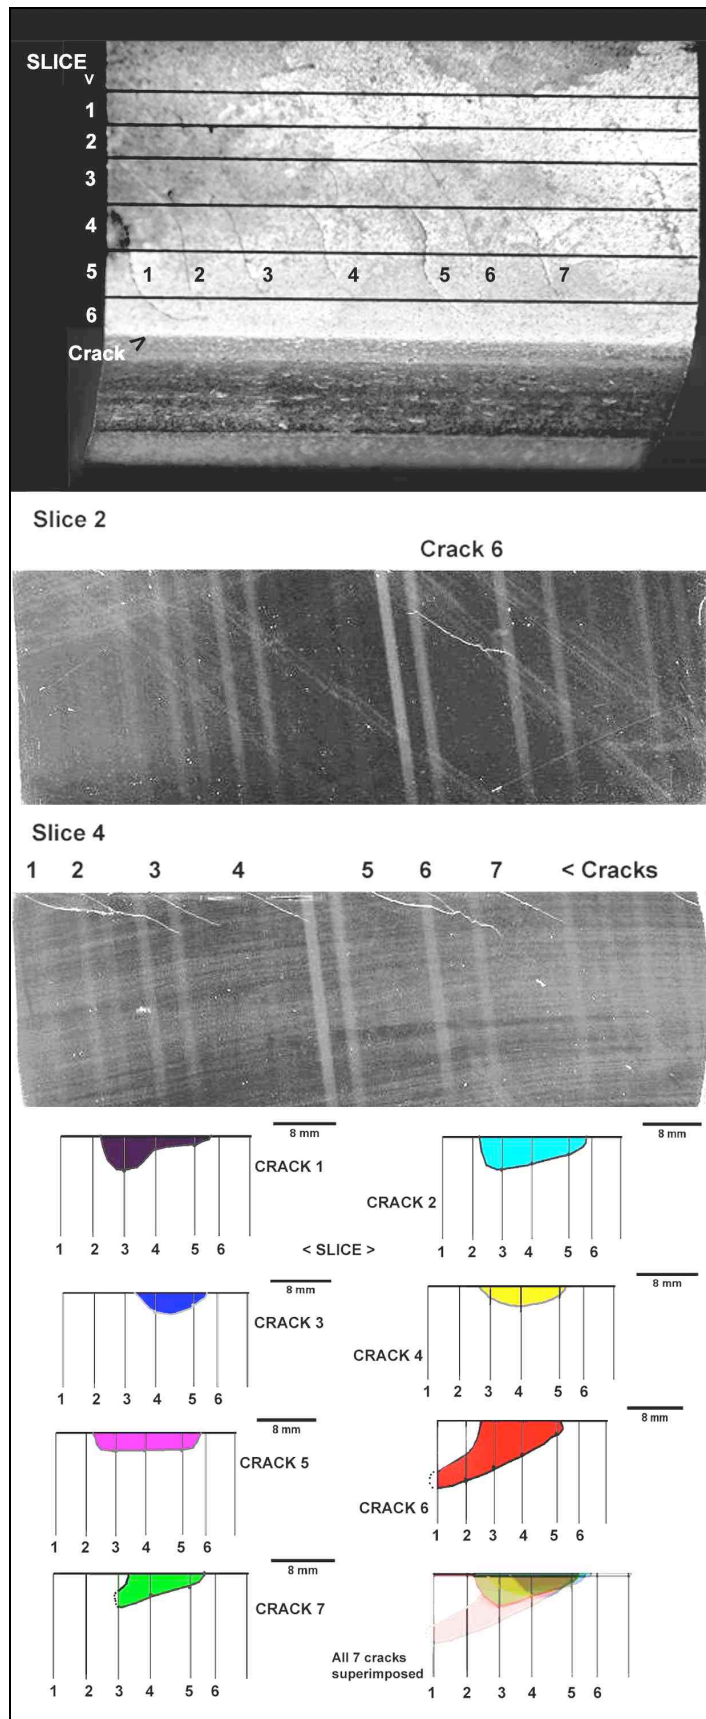 SLICE
v
1
2
3
4
5
1 2 3 4 5 6 7
6
Crack >
Slice 2
Crack 6
Slice 4
1 2 3 4 5 6 7 < Cracks
8 mm
8 mm
CRACK 1
CRACK 2
1 2 3 4 5 6
< SLICE >
1 2 3 4 5 6
8 mm
8 mm
CRACK 3
CRACK 4
1 2 3 4 5 6
1 2 3 4 5 6
8 mm
8 mm
CRACK 5
CRACK 6
1 2 3 4 5 6
1 2 3 4 5 6
8 mm
CRACK 7
All 7 cracks
superimposed
1 2 3 4 5 6
1 2 3 4 5 6